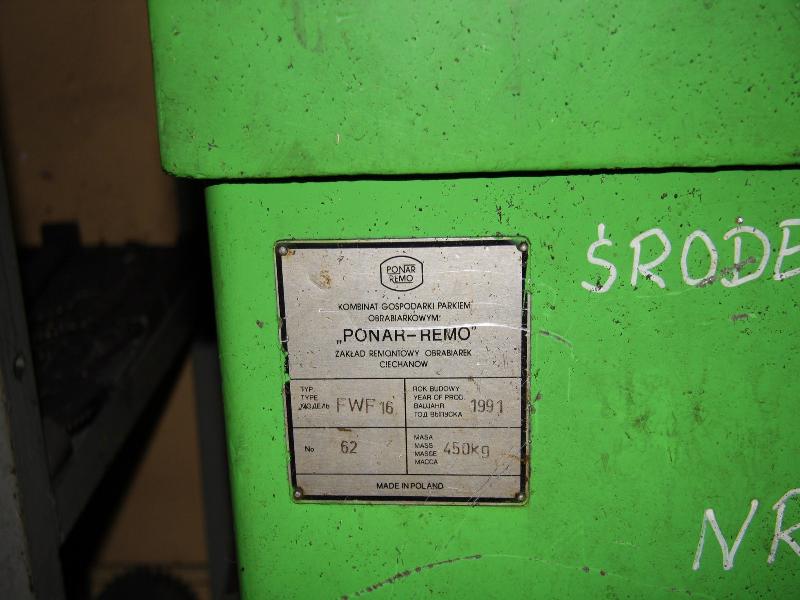 ŚRODE
PONAR
REMO
KOMBINAT GOSPODARKI PARKIEM
OBRABIARKOWYM:
„PONAR-REMO”
ZAKŁAD REMONTOWY OBRABIAREK
CIECHANÓW
TYP
TYPE
МОДЕЛЬ
FWF 16
ROK BUDOWY
YEAR OF PROD.
BAUJAHR
ГОД ВЫПУСКА
1991
No 62
MASA
MASS
MASSE
МАССА
450kg
MADE IN POLAND
NR